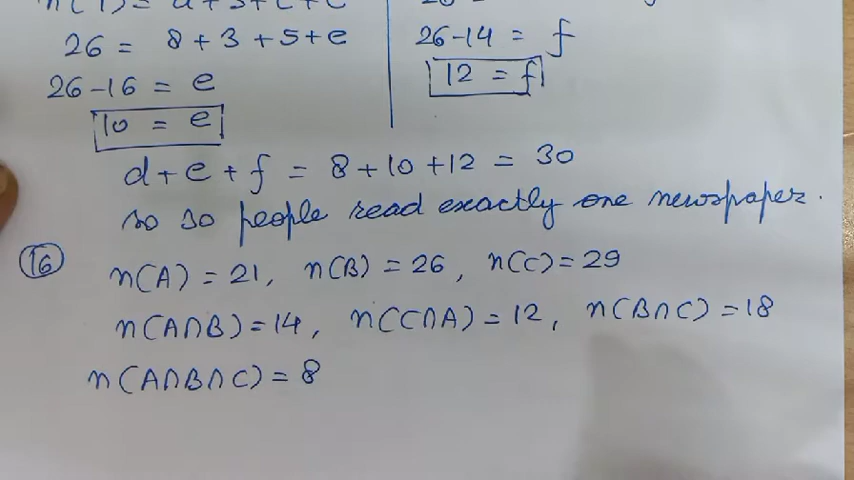 26 = 8 + 3 + 5 + e
26 - 14 = f
26 - 16 = e
12 = f
10 = e
d + e + f = 8 + 10 + 12 = 30
so 30 people read exactly one newspaper.
16 n(A) = 21, n(B) = 26, n(C) = 29
n(A∩B) = 14, n(C∩A) = 12, n(B∩C) = 18
n(A∩B∩C) = 8